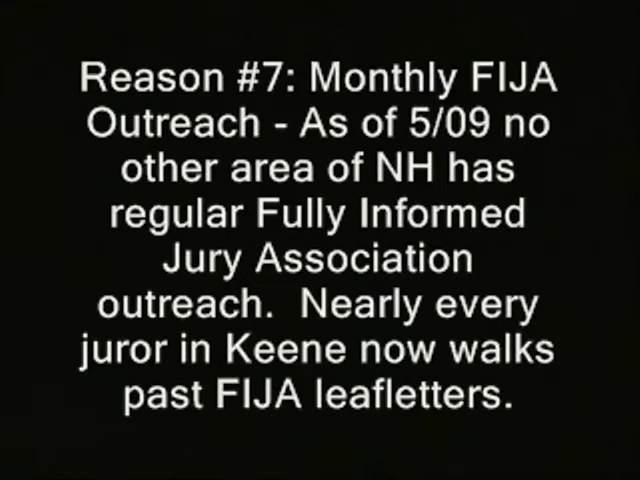 Reason #7: Monthly FIJA
Outreach - As of 5/09 no
other area of NH has
regular Fully Informed
Jury Association
outreach.  Nearly every
juror in Keene now walks
past FIJA leafletters.